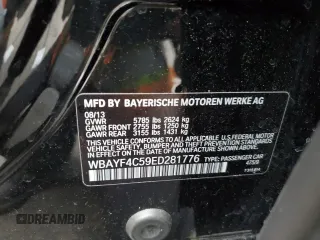 MFD BY BAYERISCHE MOTOREN WERKE AG
08/13
GVWR 5785 lbs 2624 kg
GAWR FRONT 2755 lbs 1250 kg
GAWR REAR 3155 lbs 1431 kg
THIS VEHICLE CONFORMS TO ALL APPLICABLE FEDERAL
MOTOR VEHICLE SAFETY, BUMPER AND THEFT
PREVENTION STANDARDS IN EFFECT ON THE DATE OF
MANUFACTURE SHOWN ABOVE.
WBAYF4C59ED281776 TYPE: PASSENGER CAR
© DREAMBID